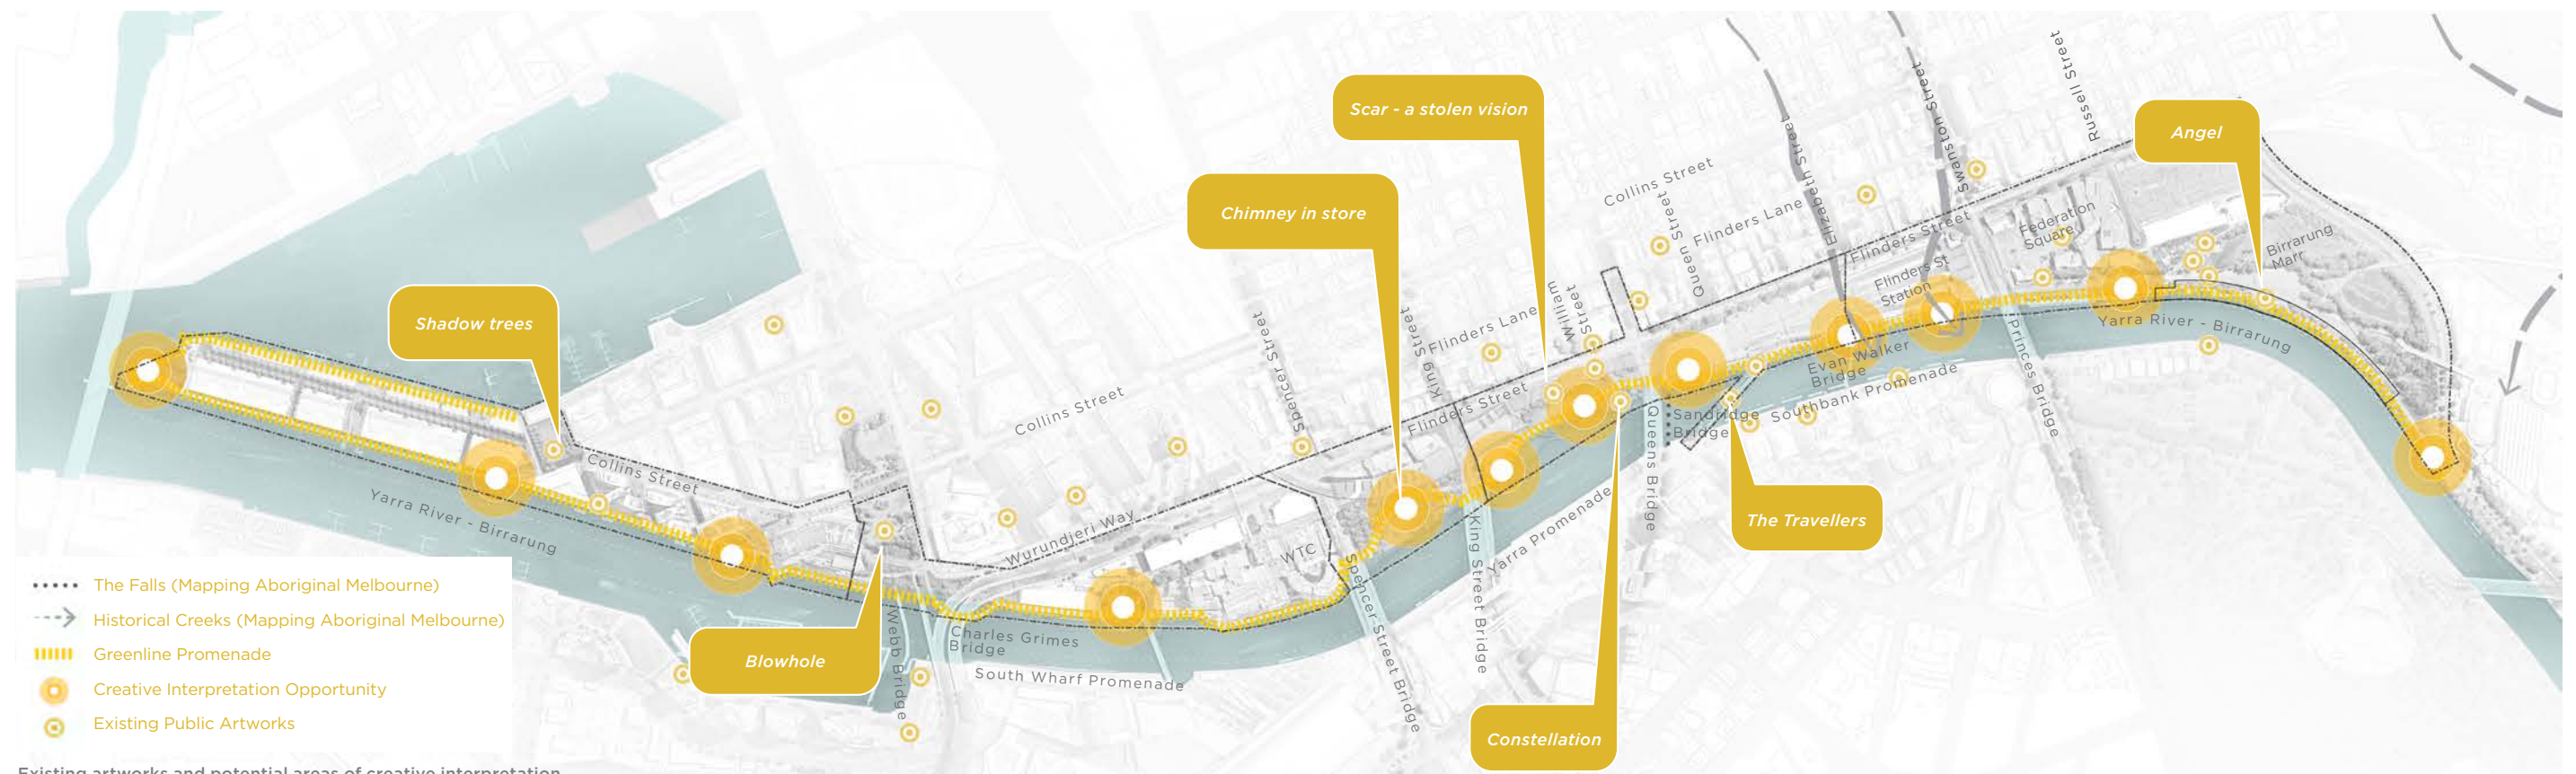 Scar - a stolen vision
Angel
Chimney in store
Shadow trees
The Travellers
Blowhole
Constellation
Russell Street
Swanston Street
Elizabeth Street
Collins Street
Queen Street
Flinders Lane
Flinders Street
Federation
Square
Birrarung
Marr
Flinders St
Station
William
Street
King Street
Flinders Lane
Spencer Street
Flinders Street
Collins Street
Yarra River - Birrarung
Evan Walker
Bridge
Southbank Promenade
Princes Bridge
Sandridge
Bridge
Queens Bridge
Collins Street
Yarra River - Birrarung
Wurundjeri Way
WTC
Yarra Promenade
King Street Bridge
Spencer Street Bridge
Webb Bridge
Charles Grimes
Bridge
South Wharf Promenade
The Falls (Mapping Aboriginal Melbourne)
Historical Creeks (Mapping Aboriginal Melbourne)
Greenline Promenade
Creative Interpretation Opportunity
Existing Public Artworks
Existing artworks and potential areas of creative interpretation